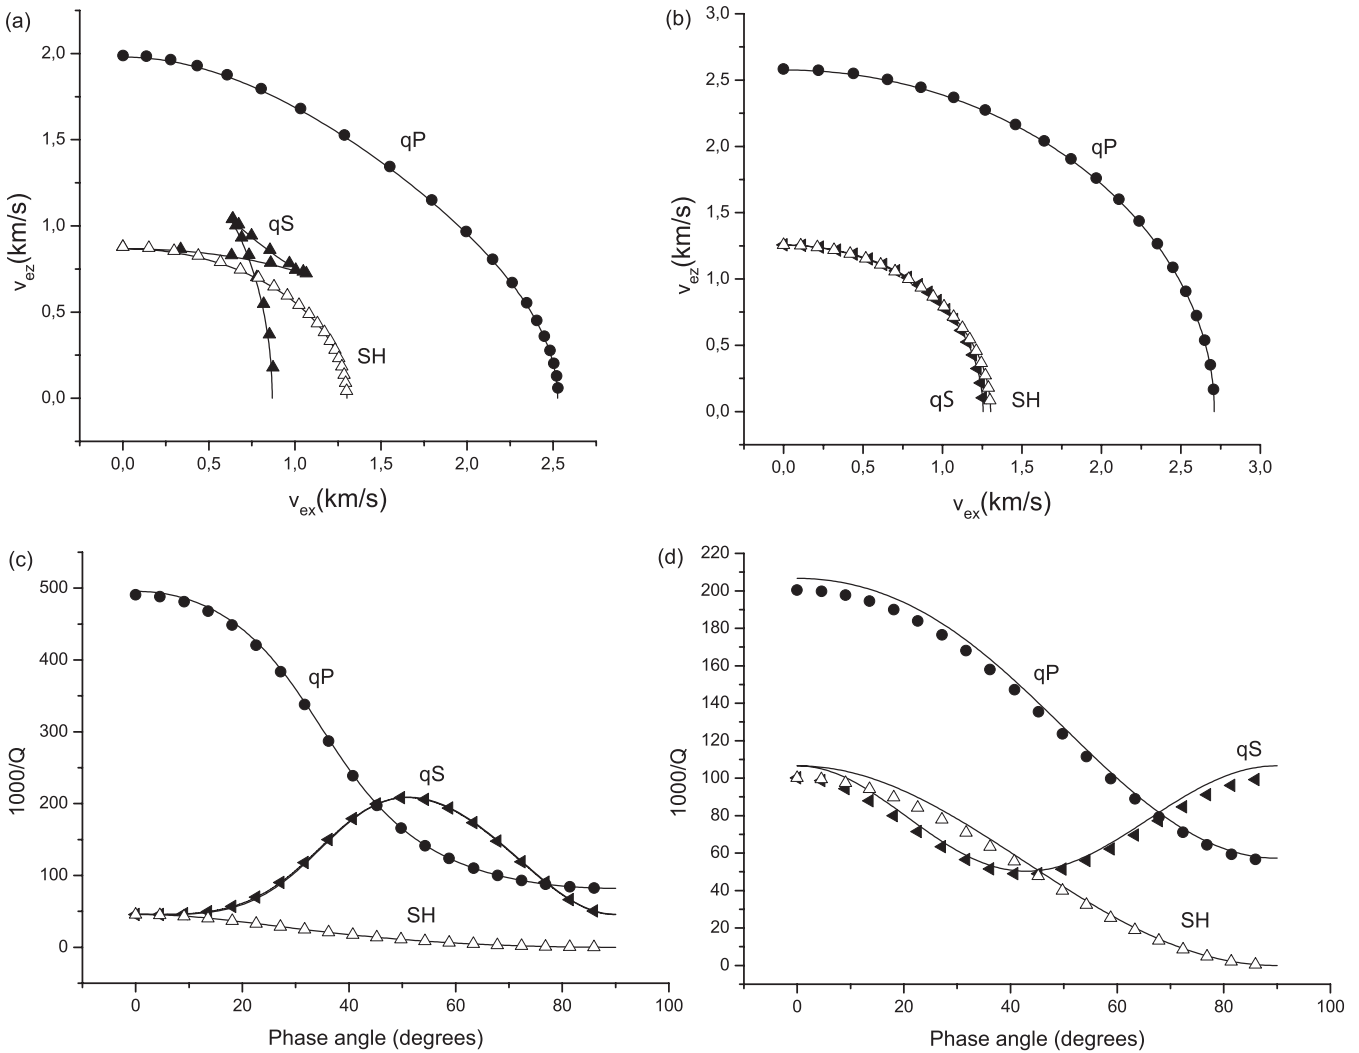 (a)
2,0
1,5
1,0
0,5
0,0
v_ez(km/s)
qP
qS
SH
0,0 0,5 1,0 1,5 2,0 2,5
v_ex(km/s)
(b)
3,0
2,5
2,0
1,5
1,0
0,5
0,0
v_ez(km/s)
qP
qS SH
0,0 0,5 1,0 1,5 2,0 2,5 3,0
v_ex(km/s)
(c)
500
400
300
200
100
0
1000/Q
qP
qS
SH
0 20 40 60 80 100
Phase angle (degrees)
(d)
220
200
180
160
140
120
100
80
60
40
20
0
1000/Q
qP
qS
SH
0 20 40 60 80 100
Phase angle (degrees)